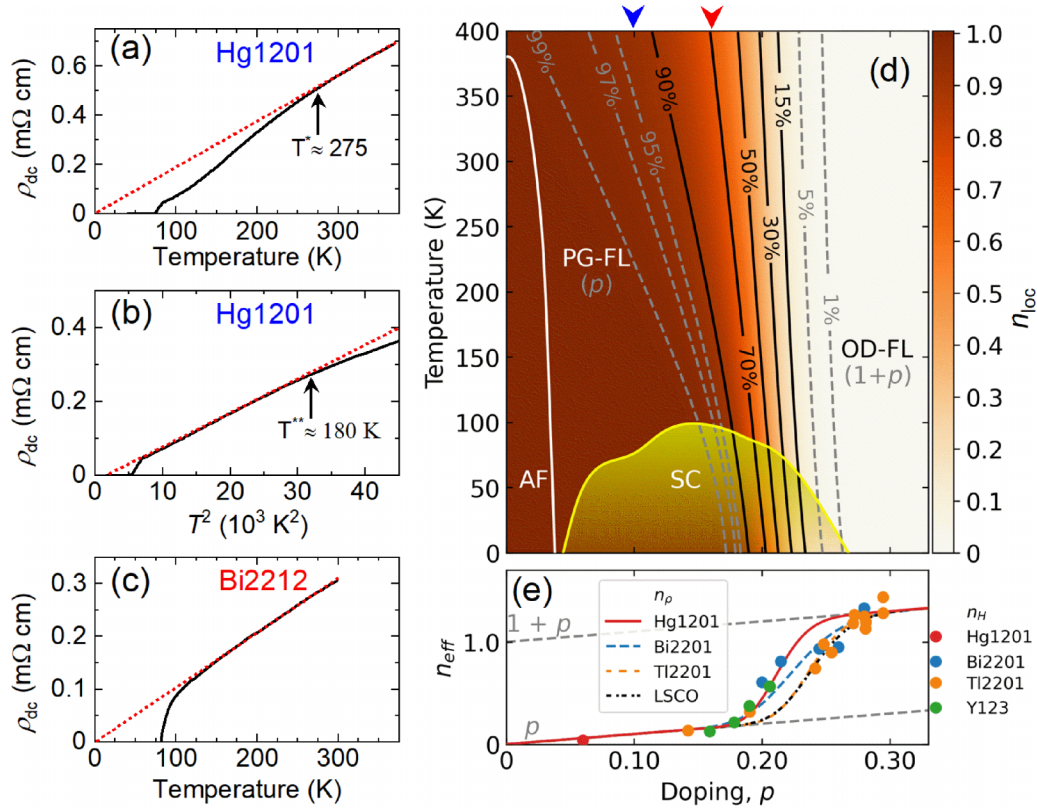 (a) Hg1201
0.6
0.4
0.2
0
ρdc (mΩ cm)
T* ≈ 275
0 100 200 300
Temperature (K)
(b) Hg1201
0.4
0.2
0
ρdc (mΩ cm)
T** ≈ 180 K
0 10 20 30 40
T² (10³ K²)
(c) Bi2212
0.3
0.2
0.1
0
ρdc (mΩ cm)
0 100 200 300
Temperature (K)
(d)
400
350
300
250
200
150
100
50
0
Temperature (K)
99%
97%
95%
90%
70%
50%
30%
15%
5%
1%
PG-FL
(p)
OD-FL
(1+p)
AF
SC
1.0
0.9
0.8
0.7
0.6
0.5
0.4
0.3
0.2
0.1
0
nloc
(e)
nρ
Hg1201
Bi2201
Tl2201
LSCO
nH
Hg1201
Bi2201
Tl2201
Y123
1 + p
p
1.0
0
neff
0 0.10 0.20 0.30
Doping, p